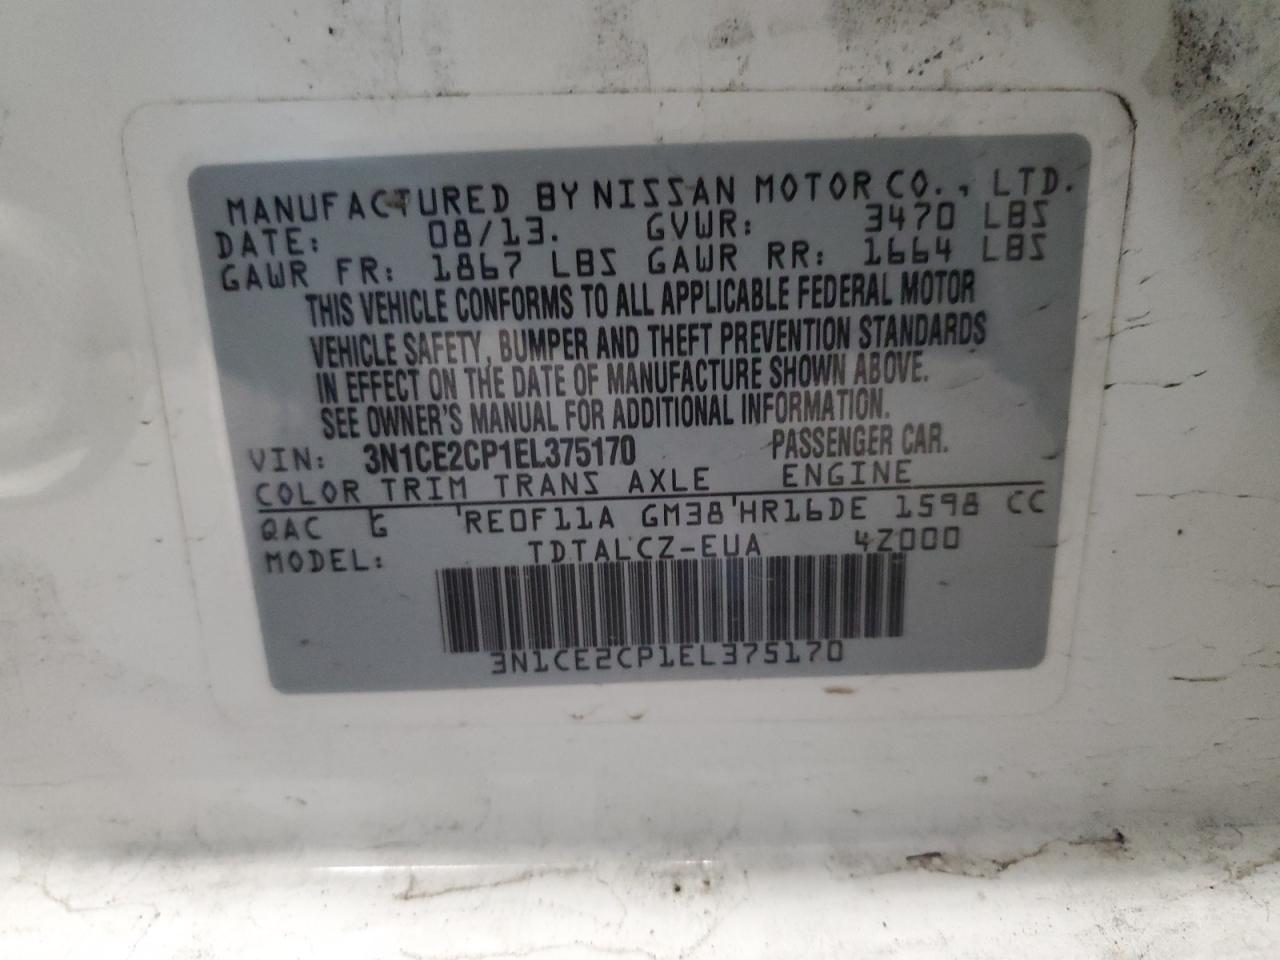 MANUFACTURED BY NISSAN MOTOR CO., LTD.
DATE: 08/13. GVWR: 3470 LBS
GAWR FR: 1867 LBS GAWR RR: 1664 LBS
THIS VEHICLE CONFORMS TO ALL APPLICABLE FEDERAL MOTOR
VEHICLE SAFETY, BUMPER AND THEFT PREVENTION STANDARDS
IN EFFECT ON THE DATE OF MANUFACTURE SHOWN ABOVE.
SEE OWNER'S MANUAL FOR ADDITIONAL INFORMATION.
VIN: 3N1CE2CP1EL375170 PASSENGER CAR.
COLOR TRIM TRANS AXLE ENGINE
QAC G RE0F11A GM38 HR16DE 1598 CC
MODEL: TDTALCZ-EUA 4Z000
3N1CE2CP1EL375170